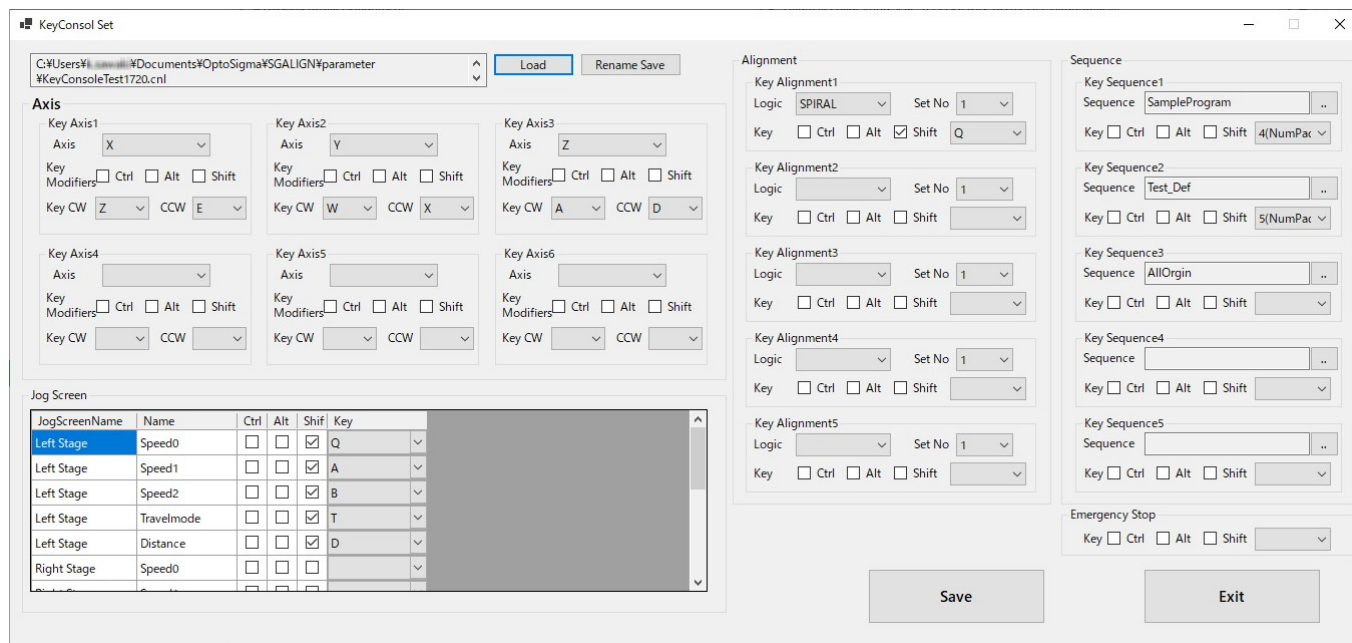 KeyConsol Set
C:¥Users¥ ¥Documents¥OptoSigma¥SGALIGN¥parameter
¥KeyConsoleTest1720.cnl
Load
Rename Save
Axis
Key Axis1
Axis X
Key Modifiers Ctrl Alt Shift
Key CW Z CCW E
Key Axis2
Axis Y
Key Modifiers Ctrl Alt Shift
Key CW W CCW X
Key Axis3
Axis Z
Key Modifiers Ctrl Alt Shift
Key CW A CCW D
Key Axis4
Axis
Key Modifiers Ctrl Alt Shift
Key CW CCW
Key Axis5
Axis
Key Modifiers Ctrl Alt Shift
Key CW CCW
Key Axis6
Axis
Key Modifiers Ctrl Alt Shift
Key CW CCW
Jog Screen
JogScreenName Name Ctrl Alt Shif Key
Left Stage Speed0 Q
Left Stage Speed1 A
Left Stage Speed2 B
Left Stage Travelmode T
Left Stage Distance D
Right Stage Speed0
Alignment
Key Alignment1
Logic SPIRAL Set No 1
Key Ctrl Alt Shift Q
Key Alignment2
Logic Set No 1
Key Ctrl Alt Shift
Key Alignment3
Logic Set No 1
Key Ctrl Alt Shift
Key Alignment4
Logic Set No 1
Key Ctrl Alt Shift
Key Alignment5
Logic Set No 1
Key Ctrl Alt Shift
Sequence
Key Sequence1
Sequence SampleProgram ..
Key Ctrl Alt Shift 4(NumPac
Key Sequence2
Sequence Test_Def ..
Key Ctrl Alt Shift 5(NumPac
Key Sequence3
Sequence AllOrgin ..
Key Ctrl Alt Shift
Key Sequence4
Sequence ..
Key Ctrl Alt Shift
Key Sequence5
Sequence ..
Key Ctrl Alt Shift
Emergency Stop
Key Ctrl Alt Shift
Save
Exit